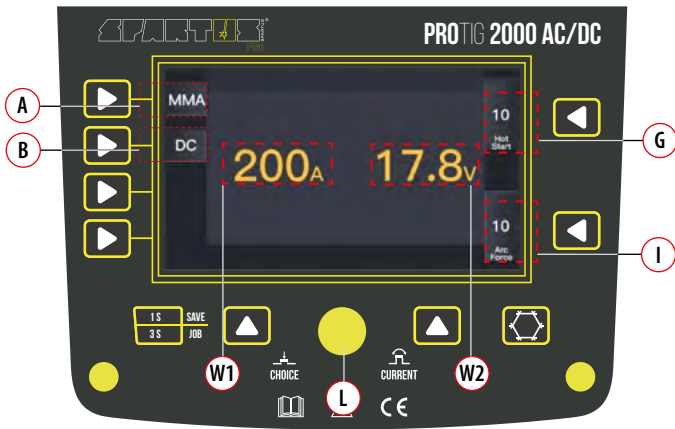 SPARTUS®
PROTIG 2000 AC/DC
A
MMA
B
DC
200A
17.8V
10
Hot
Start
G
10
Arc
Force
I
1 S SAVE
3 S JOB
W1
CHOICE
L
CURRENT
W2
CE